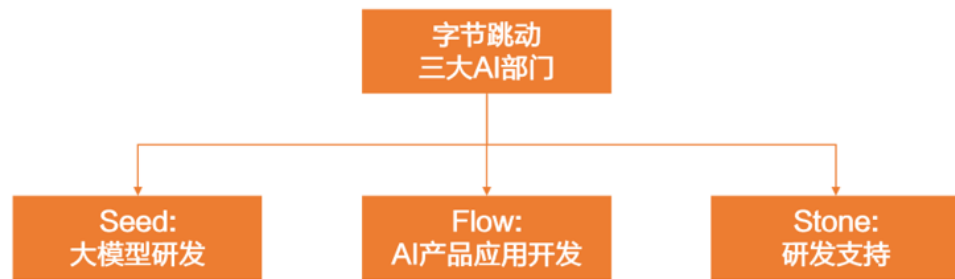 字节跳动
三大AI部门
Seed:
大模型研发
Flow:
AI产品应用开发
Stone:
研发支持